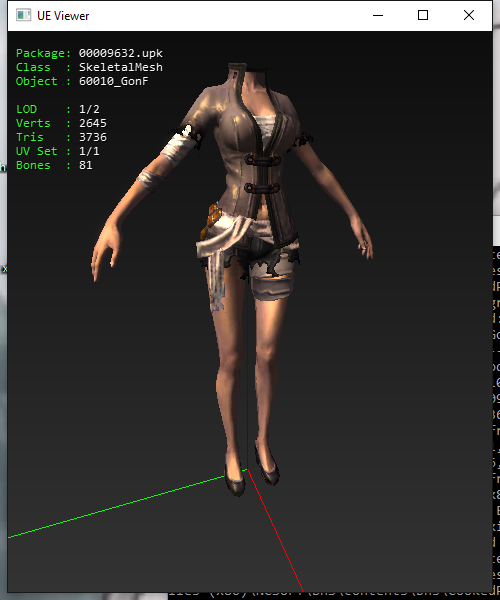 UE Viewer
Package: 00009632.upk
Class : SkeletalMesh
Object : 60010_GonF
LOD : 1/2
Verts : 2645
Tris : 3736
UV Set : 1/1
Bones : 81